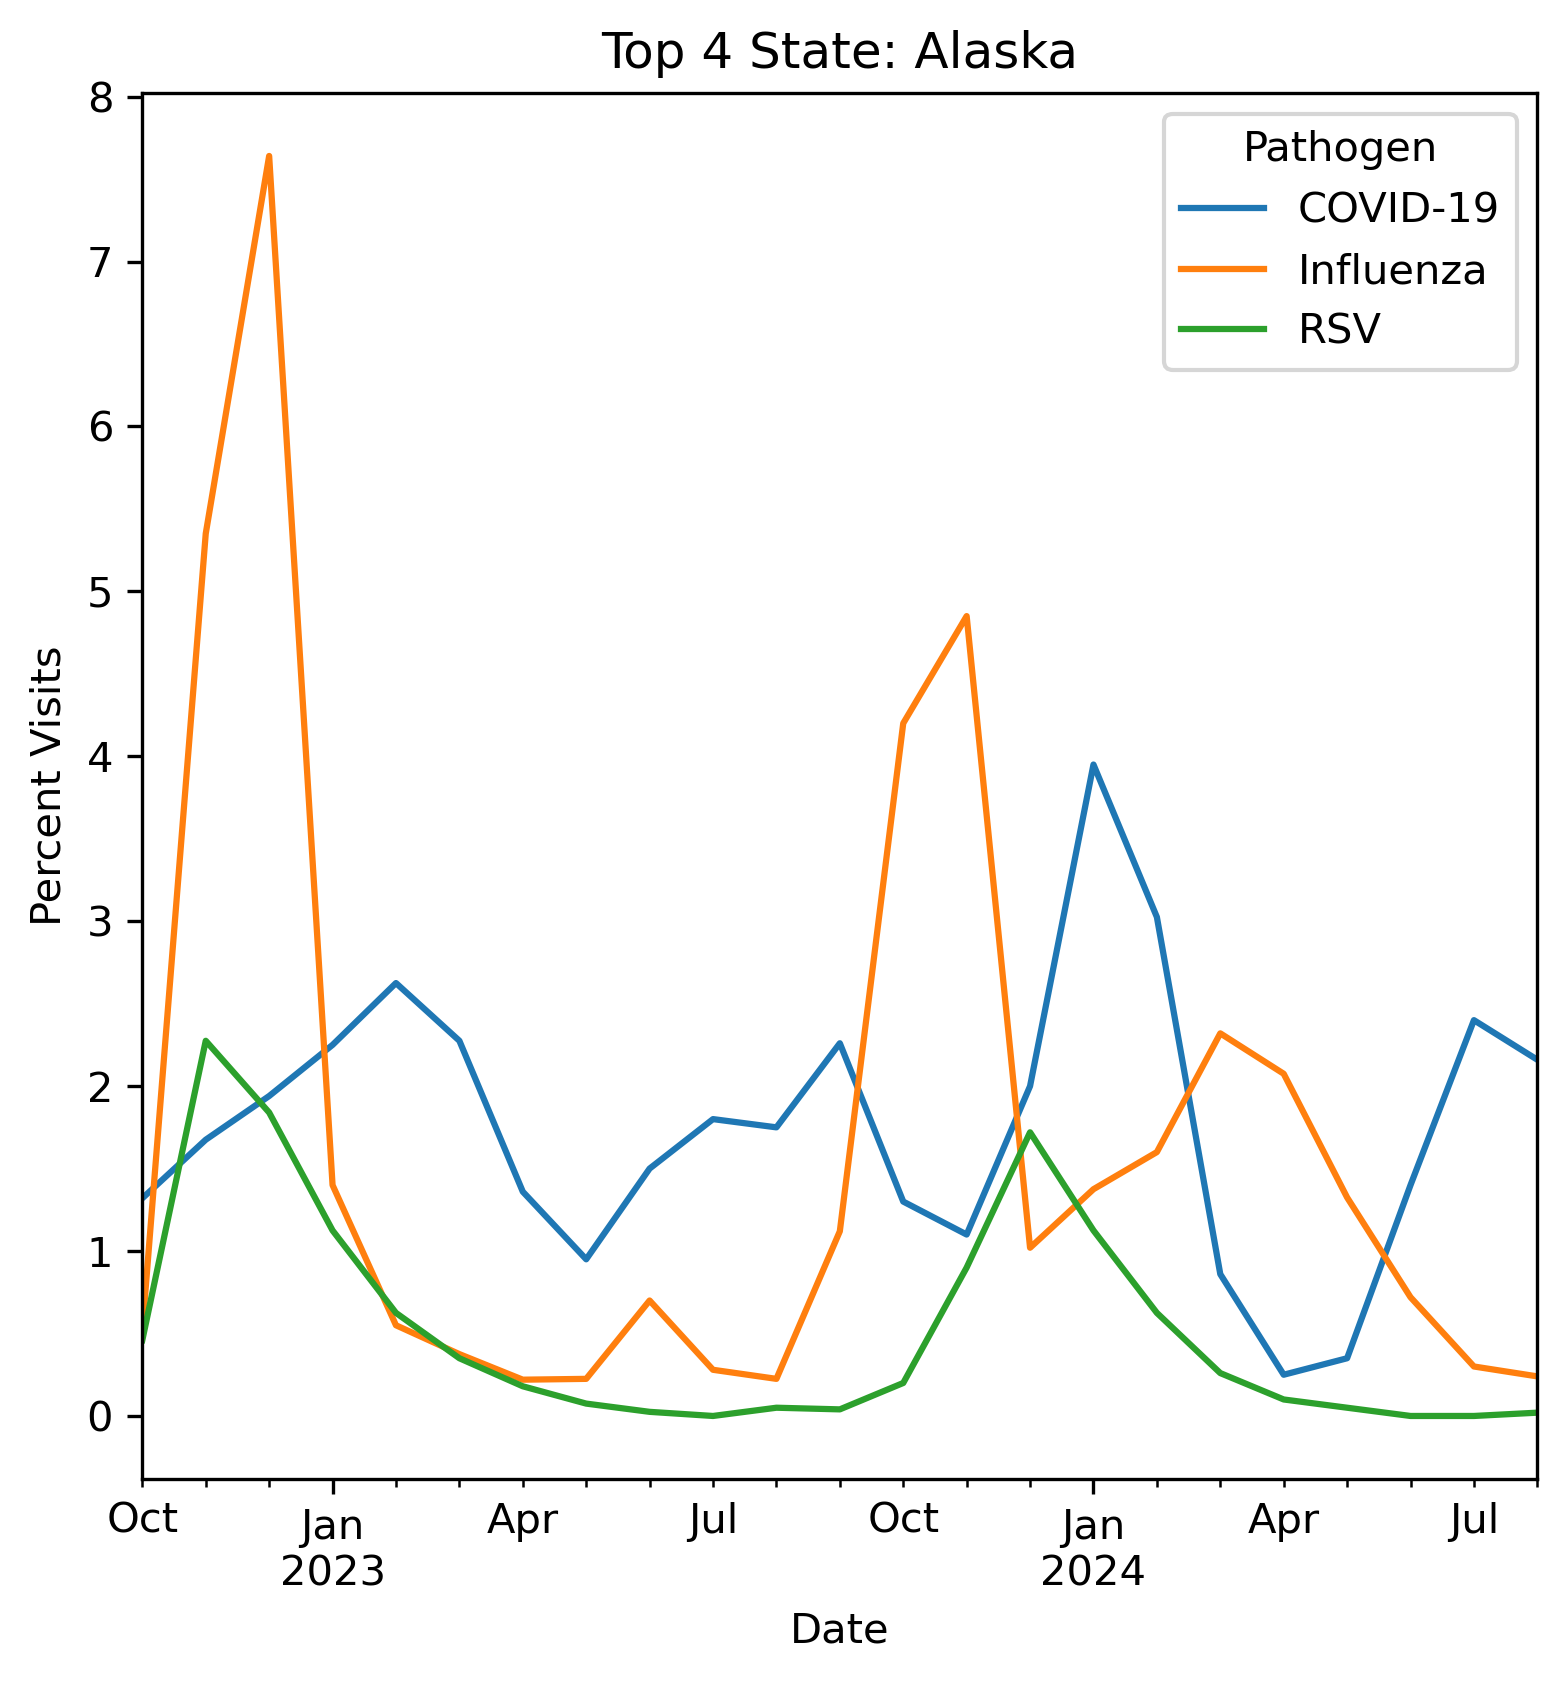 Top 4 State: Alaska
Pathogen
COVID-19
Influenza
RSV
8
7
6
5
4
3
2
1
0
Percent Visits
Oct Jan Apr Jul Oct Jan Apr Jul
2023 2024
Date